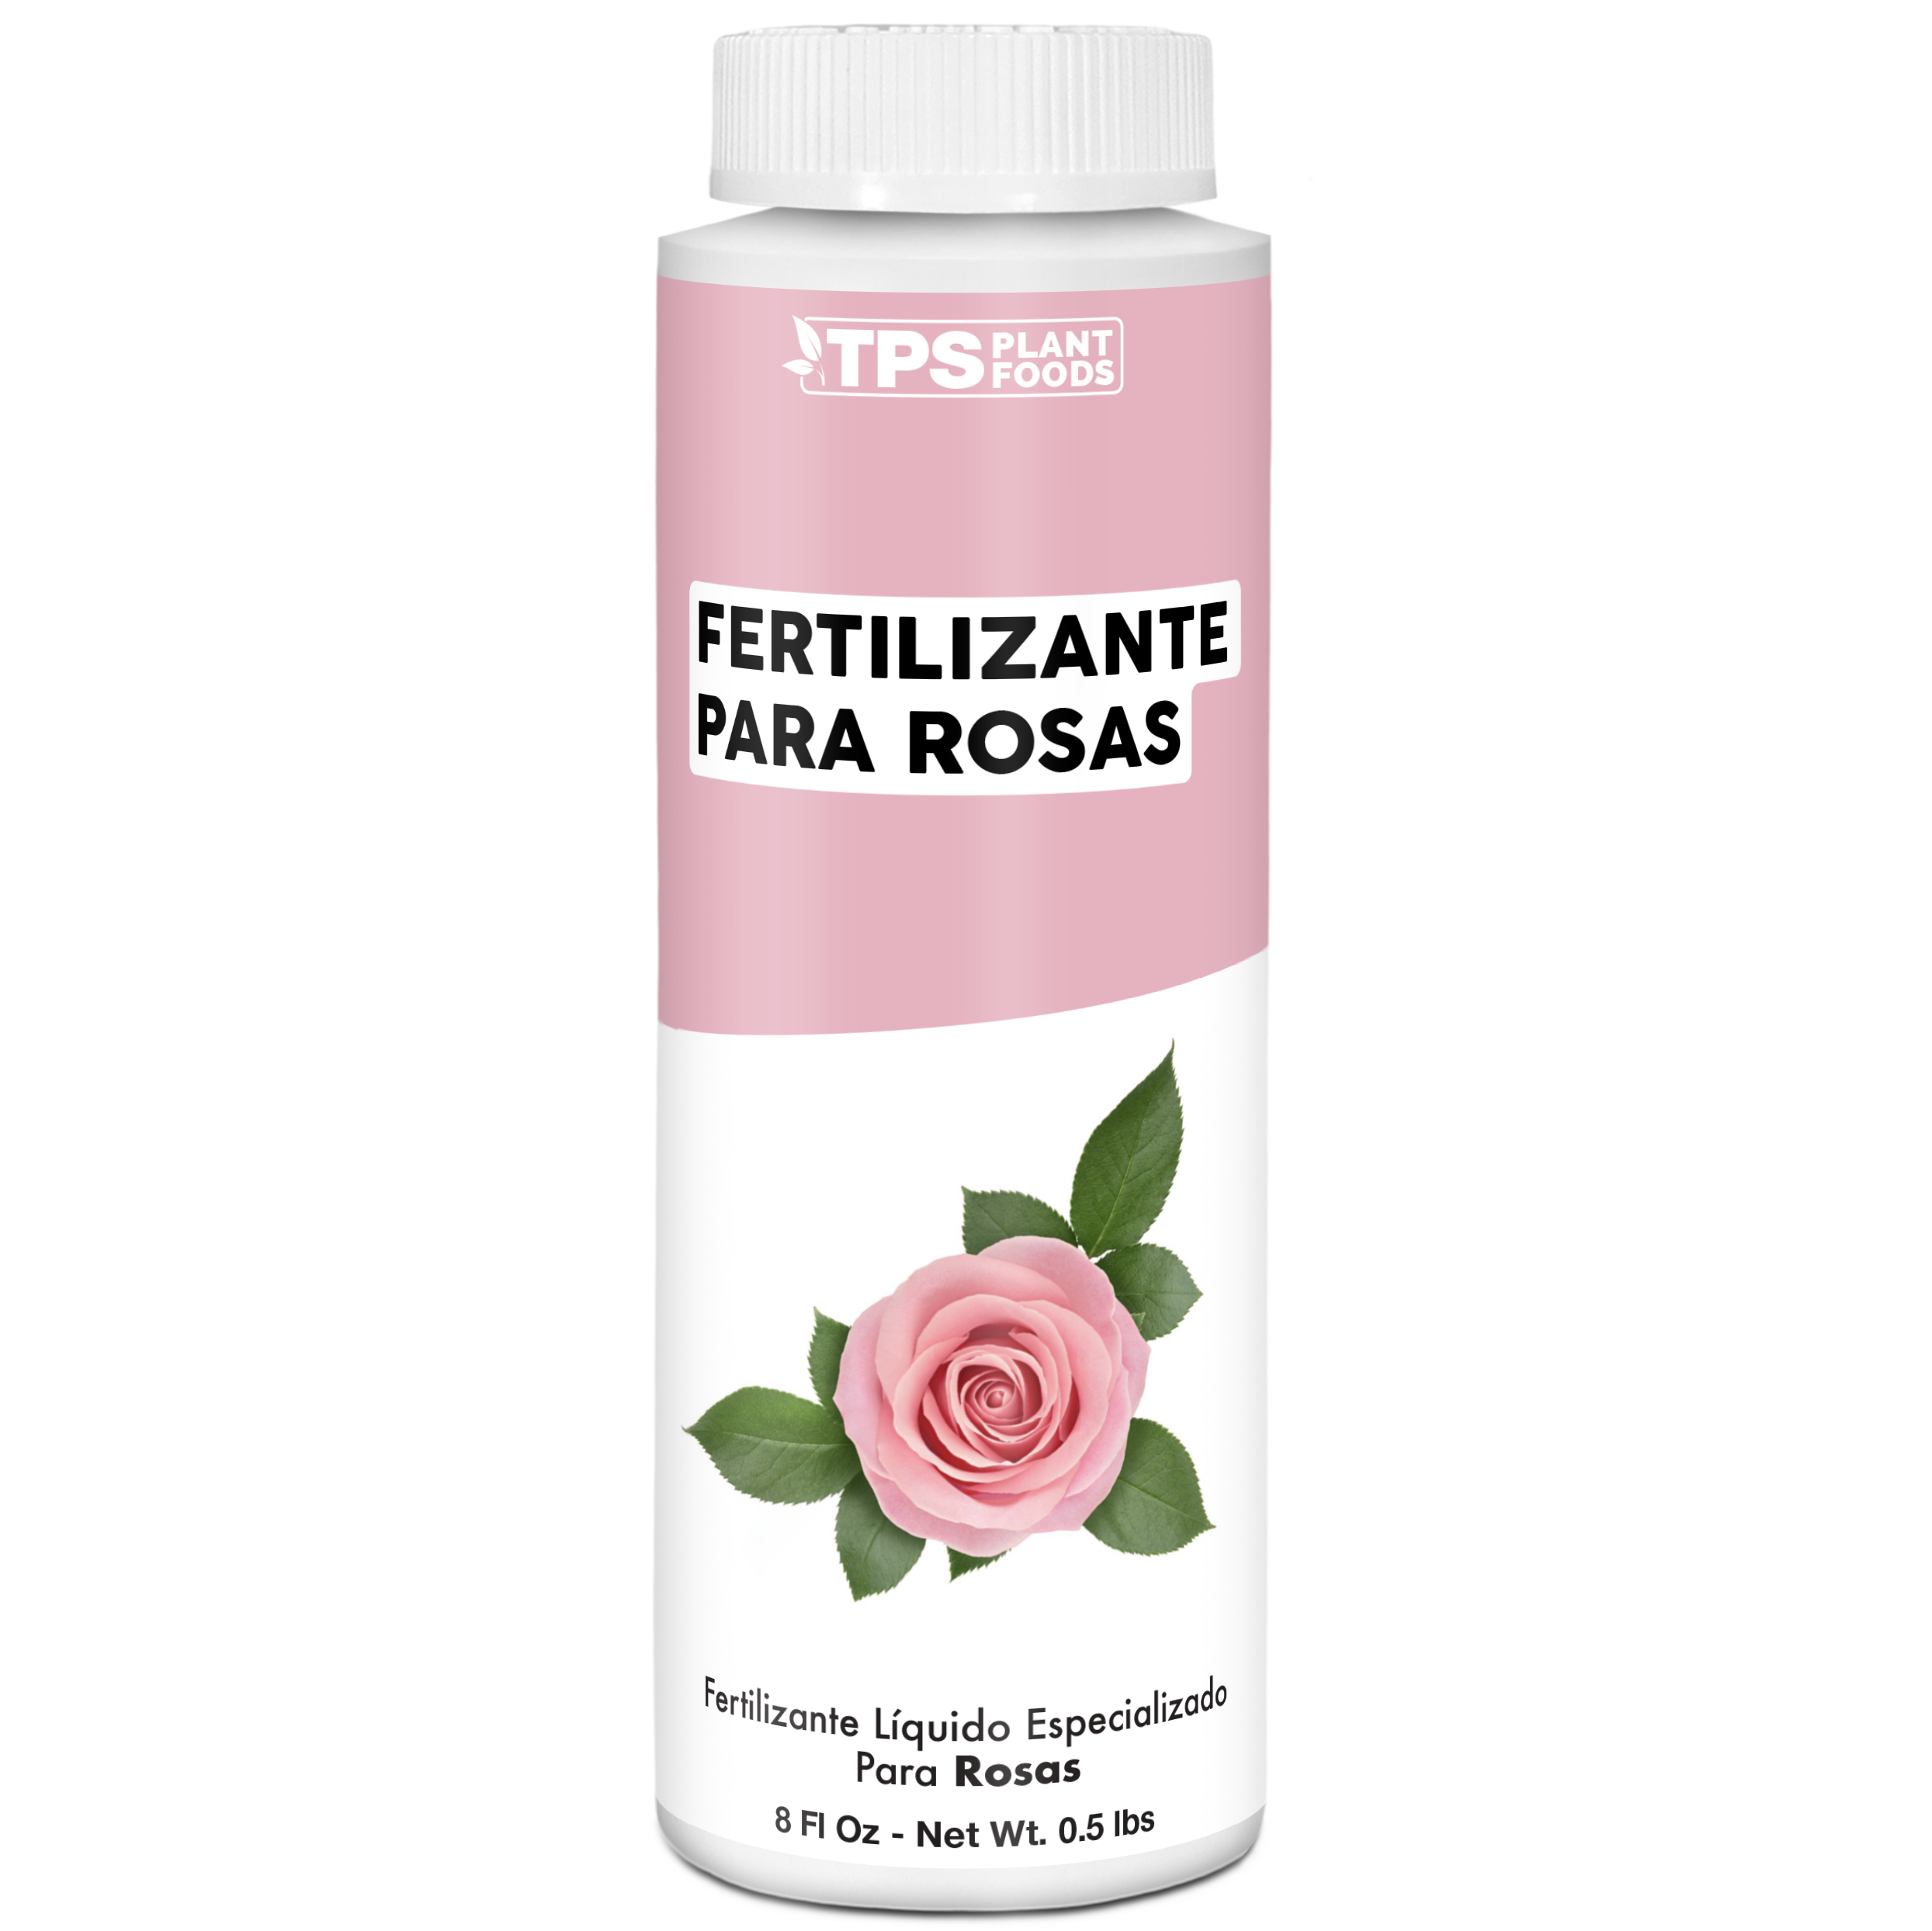 TPS PLANT
FOODS
FERTILIZANTE
PARA ROSAS
Fertilizante Líquido Especializado
Para Rosas
8 Fl Oz - Net Wt. 0.5 lbs